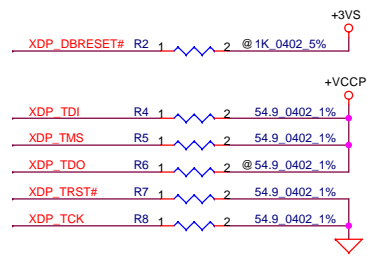 +3VS
XDP_DBRESET# R2 1 2 @ 1K_0402_5%
+VCCP
XDP_TDI R4 1 2 54.9_0402_1%
XDP_TMS R5 1 2 54.9_0402_1%
XDP_TDO R6 1 2 @ 54.9_0402_1%
XDP_TRST# R7 1 2 54.9_0402_1%
XDP_TCK R8 1 2 54.9_0402_1%